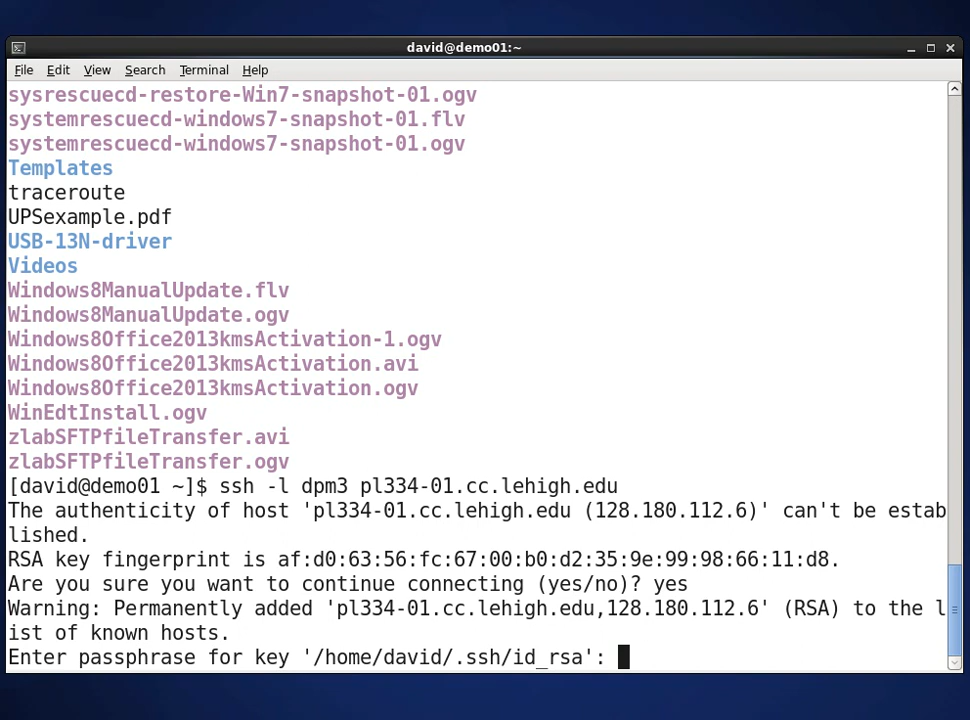 david@demo01:~
File Edit View Search Terminal Help
sysrescuecd-restore-Win7-snapshot-01.ogv
systemrescuecd-windows7-snapshot-01.flv
systemrescuecd-windows7-snapshot-01.ogv
Templates
traceroute
UPSexample.pdf
USB-13N-driver
Videos
Windows8ManualUpdate.flv
Windows8ManualUpdate.ogv
Windows8Office2013kmsActivation-1.ogv
Windows8Office2013kmsActivation.avi
Windows8Office2013kmsActivation.ogv
WinEdtInstall.ogv
zlabSFTPfileTransfer.avi
zlabSFTPfileTransfer.ogv
[david@demo01 ~]$ ssh -l dpm3 pl334-01.cc.lehigh.edu
The authenticity of host 'pl334-01.cc.lehigh.edu (128.180.112.6)' can't be estab
lished.
RSA key fingerprint is af:d0:63:56:fc:67:00:b0:d2:35:9e:99:98:66:11:d8.
Are you sure you want to continue connecting (yes/no)? yes
Warning: Permanently added 'pl334-01.cc.lehigh.edu,128.180.112.6' (RSA) to the l
ist of known hosts.
Enter passphrase for key '/home/david/.ssh/id_rsa':